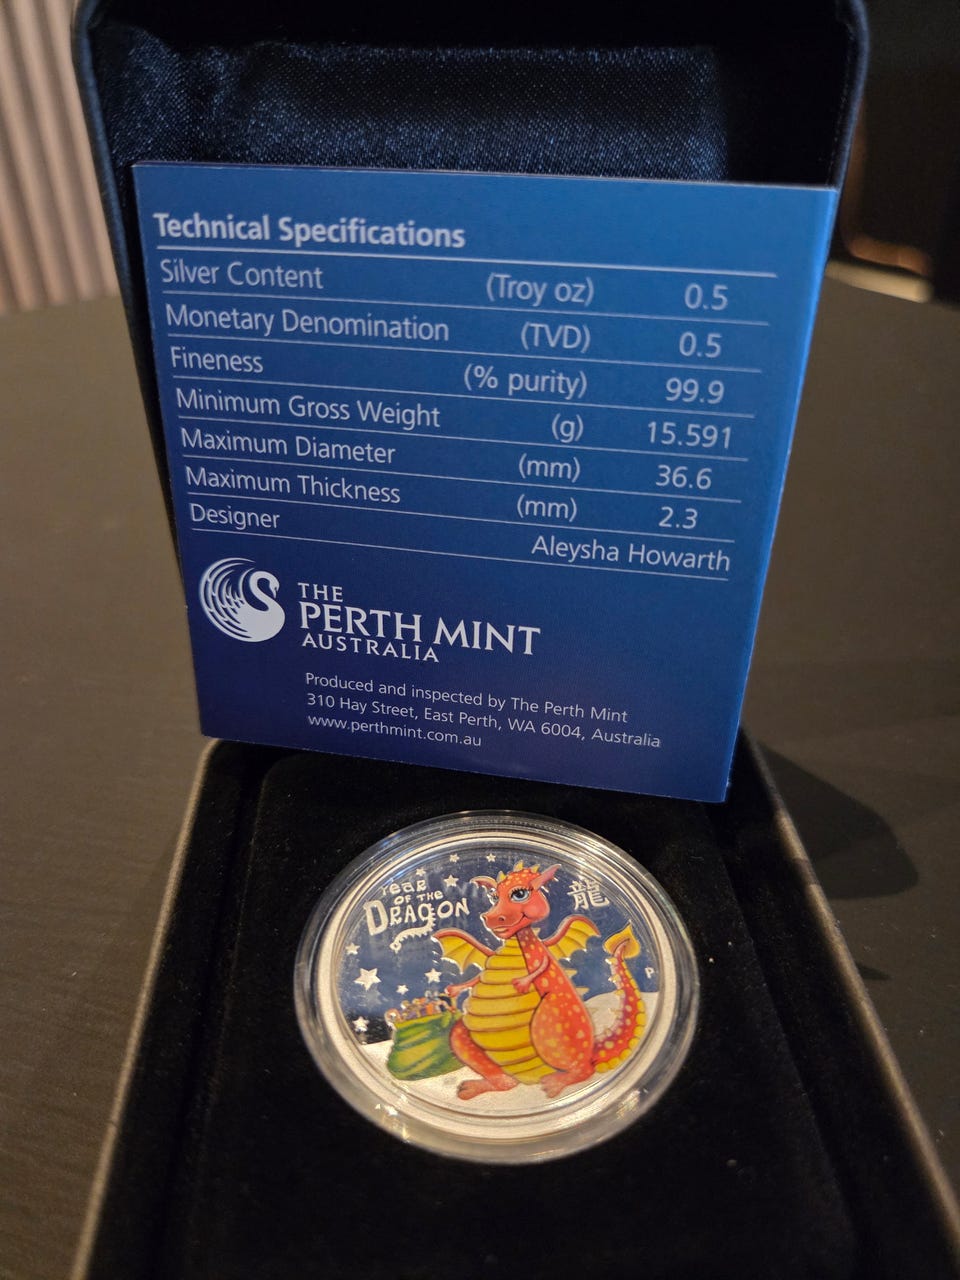 Technical Specifications
Silver Content (Troy oz) 0.5
Monetary Denomination (TVD) 0.5
Fineness (% purity) 99.9
Minimum Gross Weight (g) 15.591
Maximum Diameter (mm) 36.6
Maximum Thickness (mm) 2.3
Designer Aleysha Howarth
THE
PERTH MINT
AUSTRALIA
Produced and inspected by The Perth Mint
310 Hay Street, East Perth, WA 6004, Australia
www.perthmint.com.au
YEAR
OF THE
DRAGON
龍
P